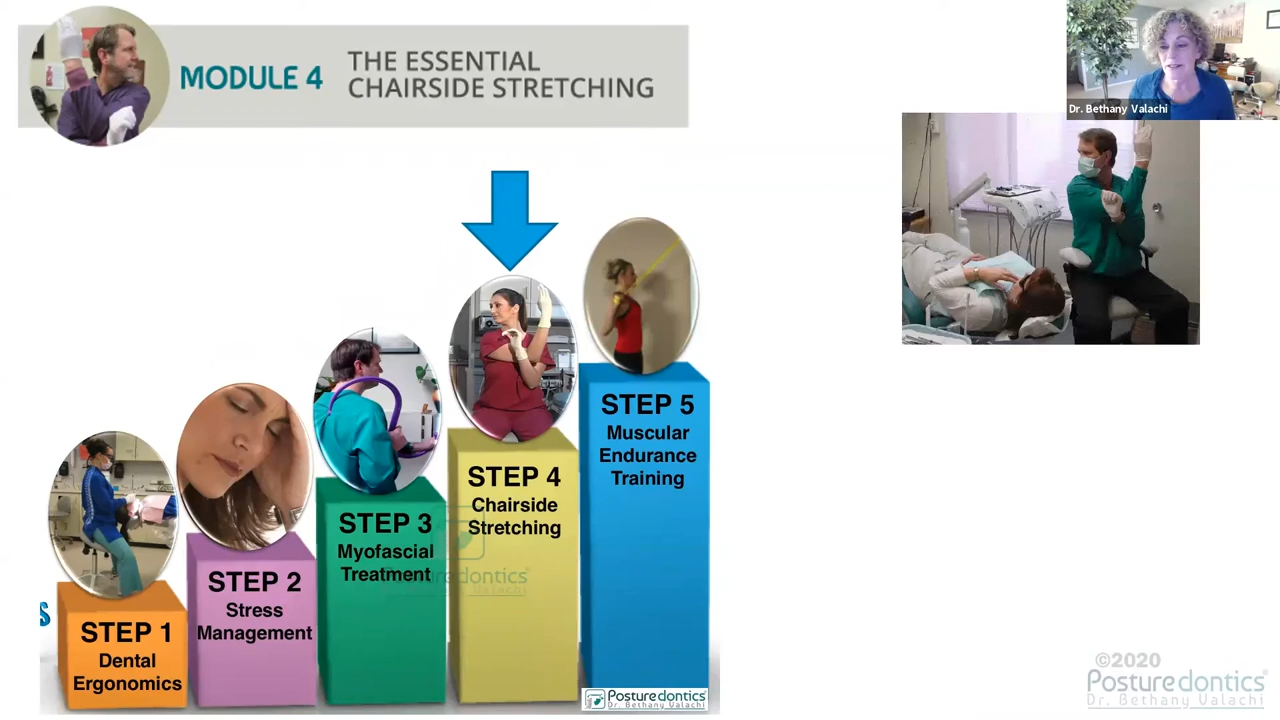 MODULE 4
THE ESSENTIAL
CHAIRSIDE STRETCHING
Dr. Bethany Valachi
STEP 5
Muscular
Endurance
Training
STEP 4
Chairside
Stretching
STEP 3
Myofascial
Treatment
STEP 2
Stress
Management
STEP 1
Dental
Ergonomics
S
Posturedontics
Posturedontics®
Dr. Bethany Valachi
©2020
Posturedontics®
Dr. Bethany Valachi